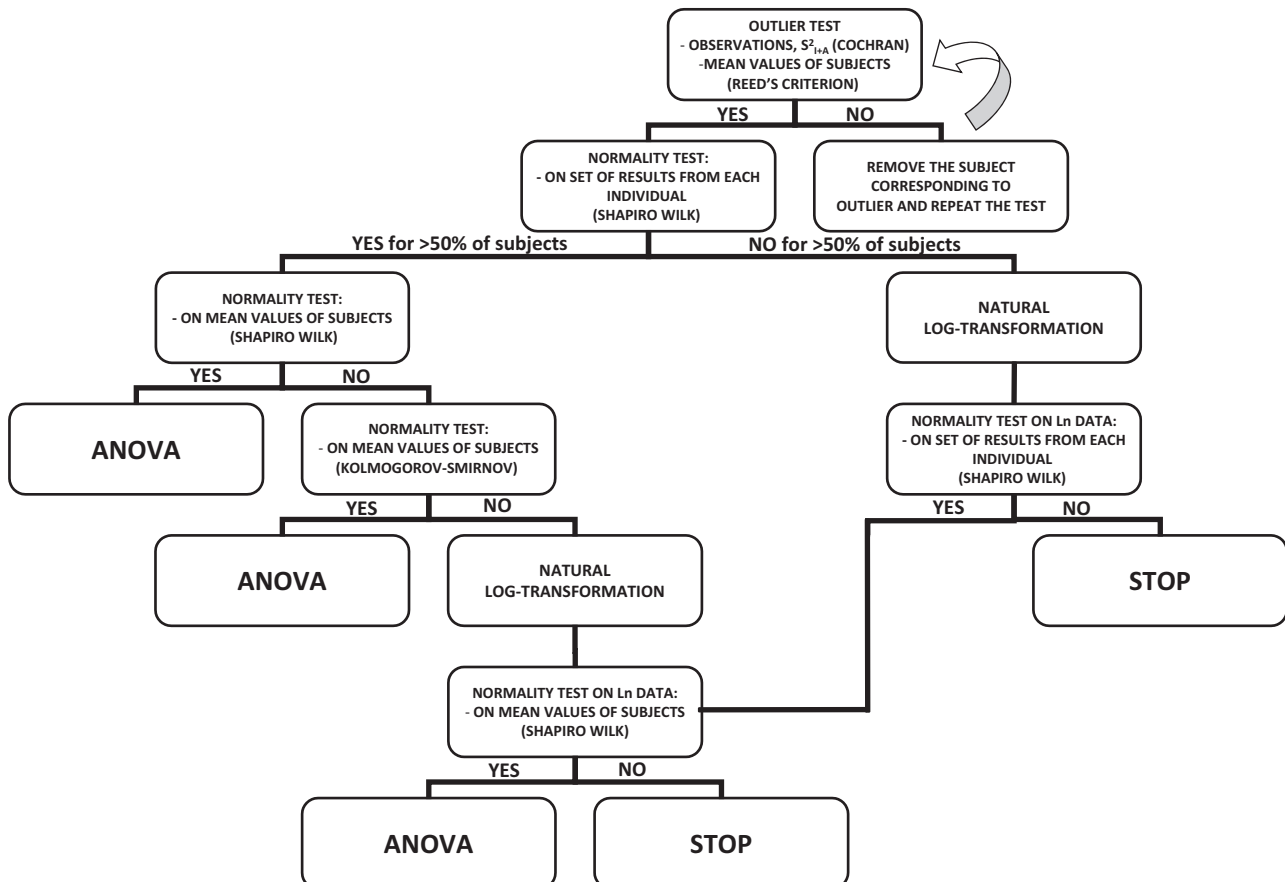 OUTLIER TEST
- OBSERVATIONS, S²I+A (COCHRAN)
-MEAN VALUES OF SUBJECTS
(REED'S CRITERION)
YES
NO
NORMALITY TEST:
- ON SET OF RESULTS FROM EACH
INDIVIDUAL
(SHAPIRO WILK)
REMOVE THE SUBJECT
CORRESPONDING TO
OUTLIER AND REPEAT THE TEST
YES for >50% of subjects
NO for >50% of subjects
NORMALITY TEST:
- ON MEAN VALUES OF SUBJECTS
(SHAPIRO WILK)
NATURAL
LOG-TRANSFORMATION
YES
NO
ANOVA
NORMALITY TEST:
- ON MEAN VALUES OF SUBJECTS
(KOLMOGOROV-SMIRNOV)
NORMALITY TEST ON Ln DATA:
- ON SET OF RESULTS FROM EACH
INDIVIDUAL
(SHAPIRO WILK)
YES
NO
YES
NO
ANOVA
NATURAL
LOG-TRANSFORMATION
STOP
NORMALITY TEST ON Ln DATA:
- ON MEAN VALUES OF SUBJECTS
(SHAPIRO WILK)
YES
NO
ANOVA
STOP